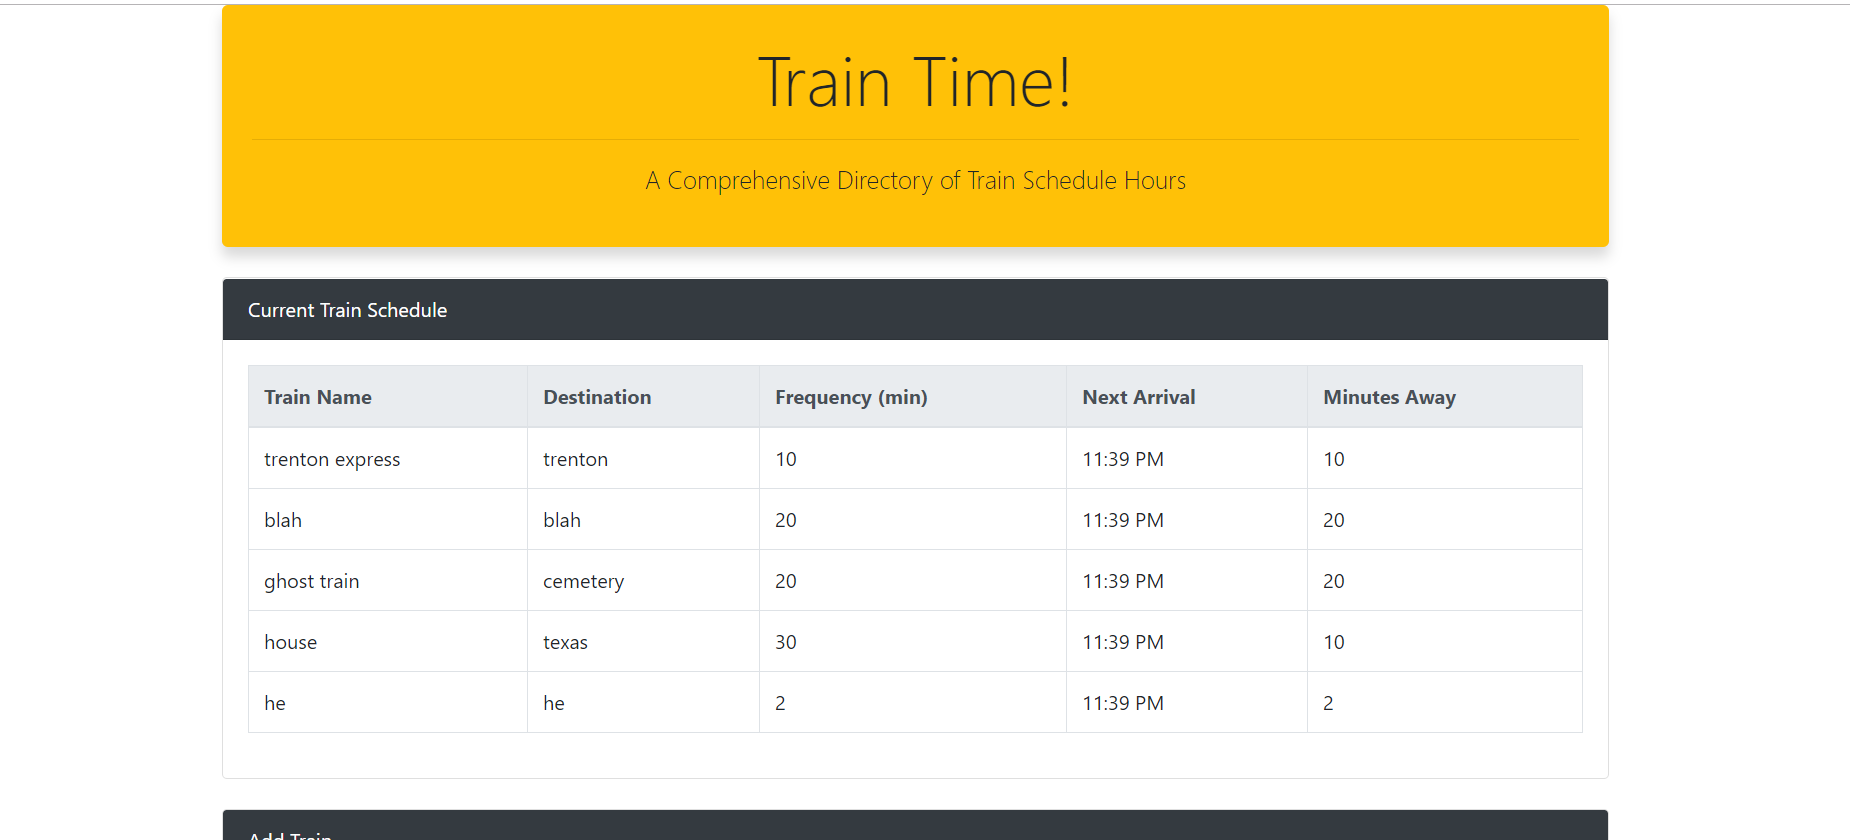 Train Time!
A Comprehensive Directory of Train Schedule Hours
Current Train Schedule
Train Name Destination Frequency (min) Next Arrival Minutes Away
trenton express trenton 10 11:39 PM 10
blah blah 20 11:39 PM 20
ghost train cemetery 20 11:39 PM 20
house texas 30 11:39 PM 10
he he 2 11:39 PM 2
Add Train